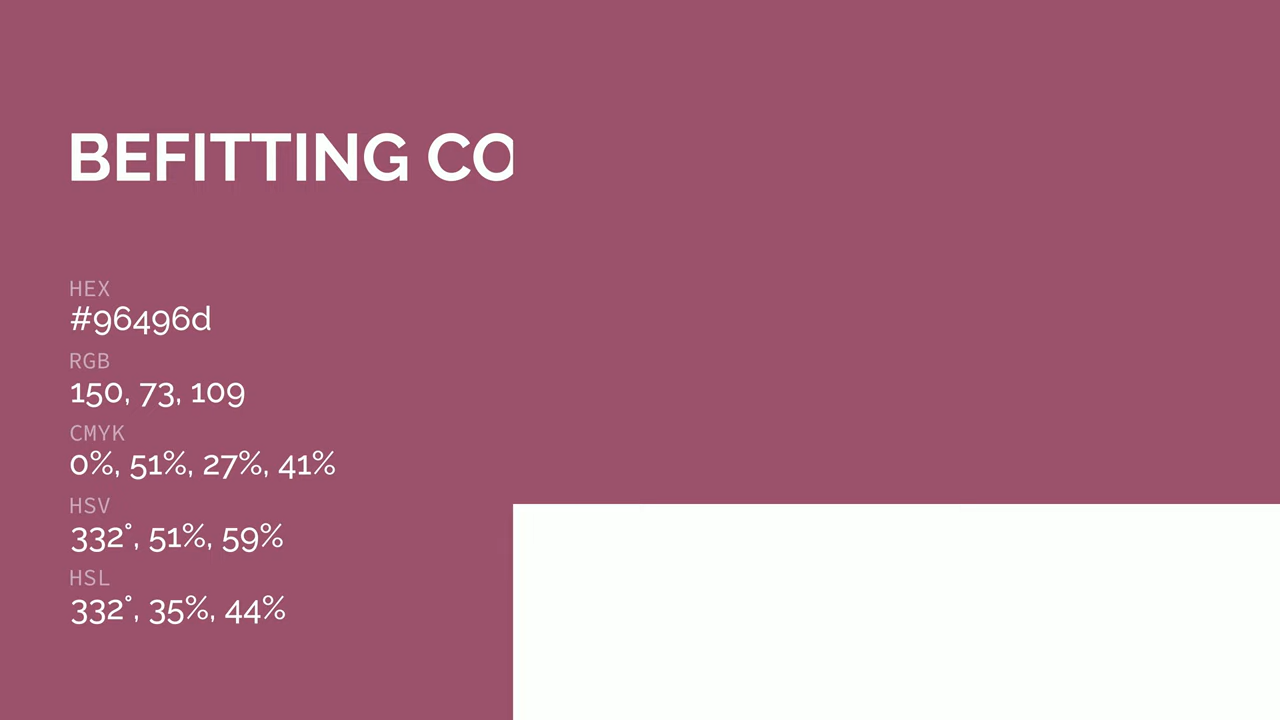 BEFITTING CO
HEX
#96496d
RGB
150, 73, 109
CMYK
0%, 51%, 27%, 41%
HSV
332°, 51%, 59%
HSL
332°, 35%, 44%